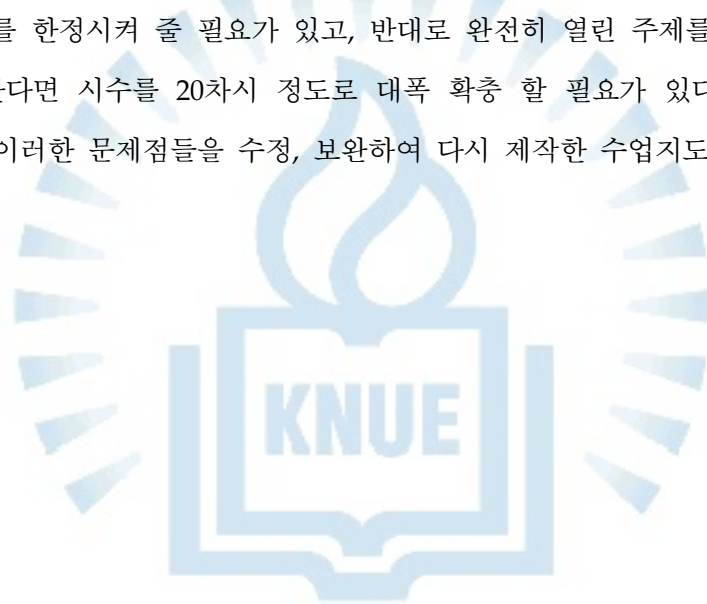 를 한정시켜 줄 필요가 있고, 반대로 완전히 열린 주제를
다면 시수를 20차시 정도로 대폭 확충 할 필요가 있다
이러한 문제점들을 수정, 보완하여 다시 제작한 수업지도
KNUE